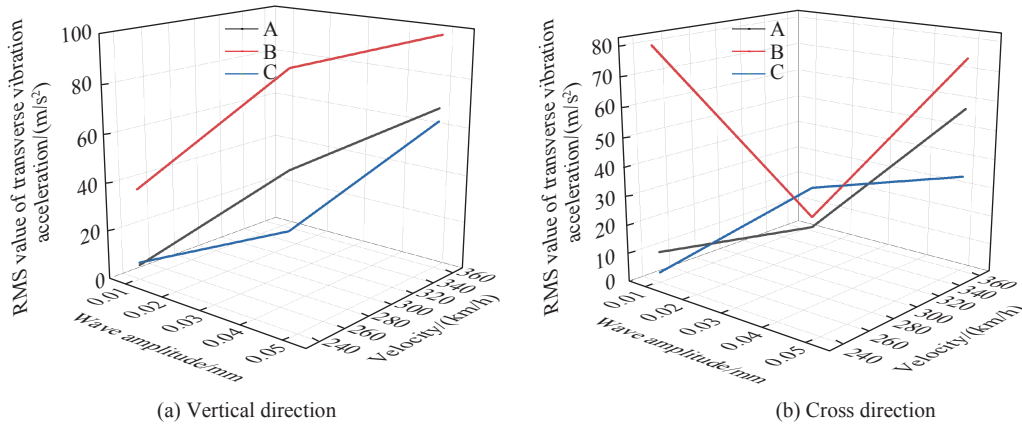 RMS value of transverse vibration
acceleration/(m/s²)
100
80
60
40
20
0
A
B
C
0.01
0.02
0.03
0.04
0.05
Wave amplitude/mm
240
260
280
300
320
340
360
Velocity/(km/h)
(a) Vertical direction
RMS value of transverse vibration
acceleration/(m/s²)
80
70
60
50
40
30
20
10
0
A
B
C
0.01
0.02
0.03
0.04
0.05
Wave amplitude/mm
240
260
280
300
320
340
360
Velocity/(km/h)
(b) Cross direction